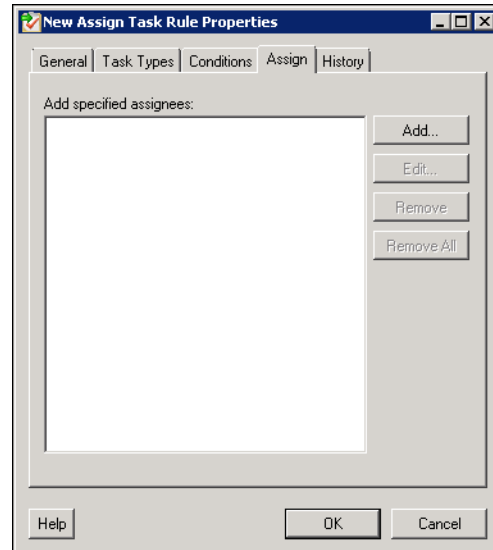 New Assign Task Rule Properties
General Task Types Conditions Assign History
Add specified assignees:
Add...
Edit...
Remove
Remove All
Help OK Cancel